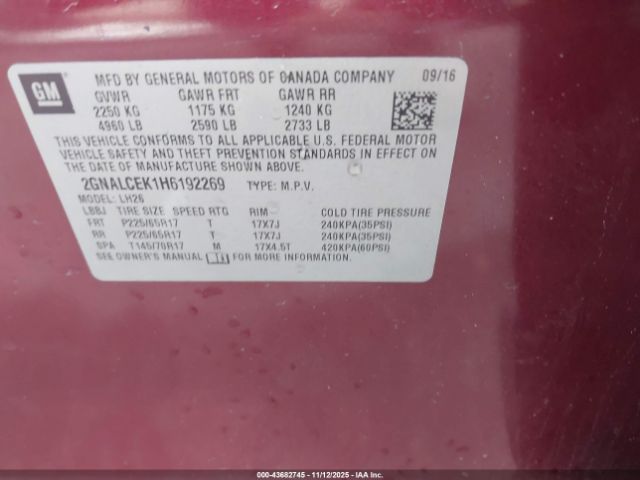 GM
MFD BY GENERAL MOTORS OF CANADA COMPANY 09/16
GVWR GAWR FRT GAWR RR
2250 KG 1175 KG 1240 KG
4960 LB 2590 LB 2733 LB
THIS VEHICLE CONFORMS TO ALL APPLICABLE U.S. FEDERAL MOTOR
VEHICLE SAFETY AND THEFT PREVENTION STANDARDS IN EFFECT ON
THE DATE OF MANUFACTURE SHOWN ABOVE.
2GNALCEK1H6192269 TYPE: M.P.V.
MODEL: LH26
LBBJ TIRE SIZE SPEED RTG RIM COLD TIRE PRESSURE
FRT P225/65R17 T 17X7J 240KPA(35PSI)
RR P225/65R17 T 17X7J 240KPA(35PSI)
SPA T145/70R17 M 17X4.5T 420KPA(60PSI)
SEE OWNER'S MANUAL FOR MORE INFORMATION.
000-43682745 - 11/12/2025 - IAAI.COM